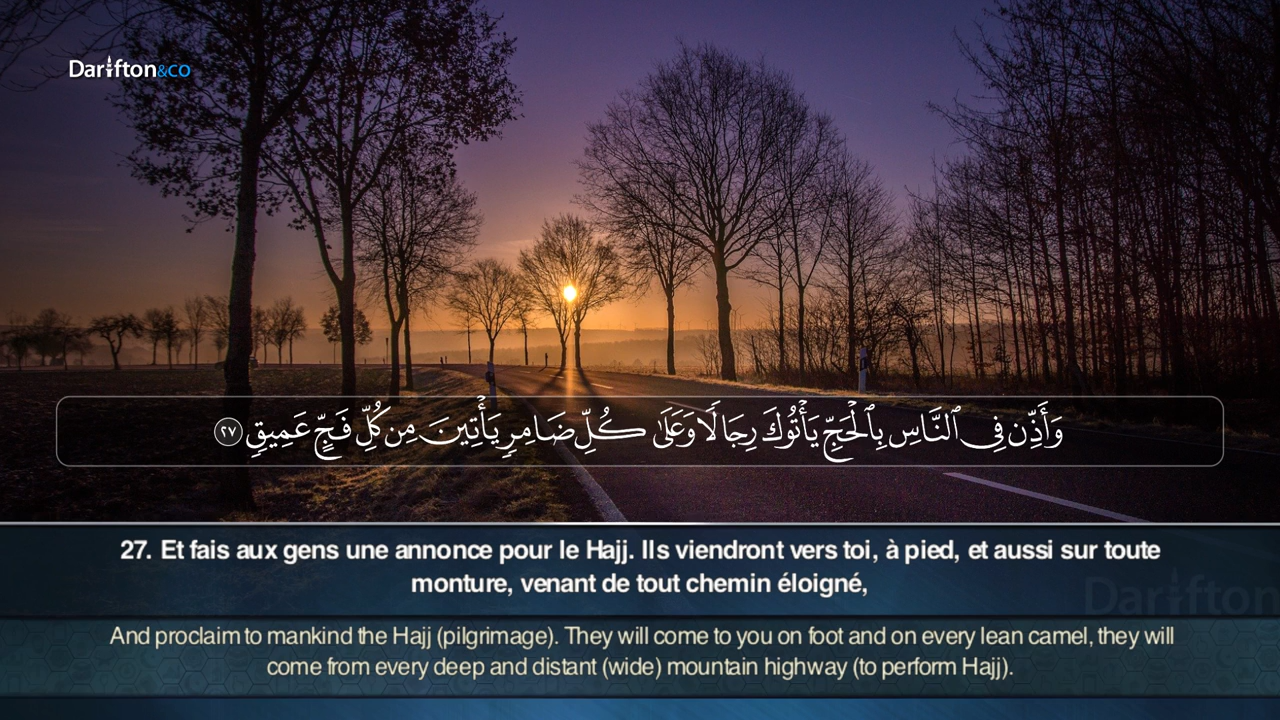 Darifton&co
وَأَذِّن فِي ٱلنَّاسِ بِٱلْحَجِّ يَأْتُوكَ رِجَالًا وَعَلَىٰ كُلِّ ضَامِرٍ يَأْتِينَ مِن كُلِّ فَجٍّ عَمِيقٍ ٢٧
27. Et fais aux gens une annonce pour le Hajj. Ils viendront vers toi, à pied, et aussi sur toute
monture, venant de tout chemin éloigné,
Darifton
And proclaim to mankind the Hajj (pilgrimage). They will come to you on foot and on every lean camel, they will
come from every deep and distant (wide) mountain highway (to perform Hajj).